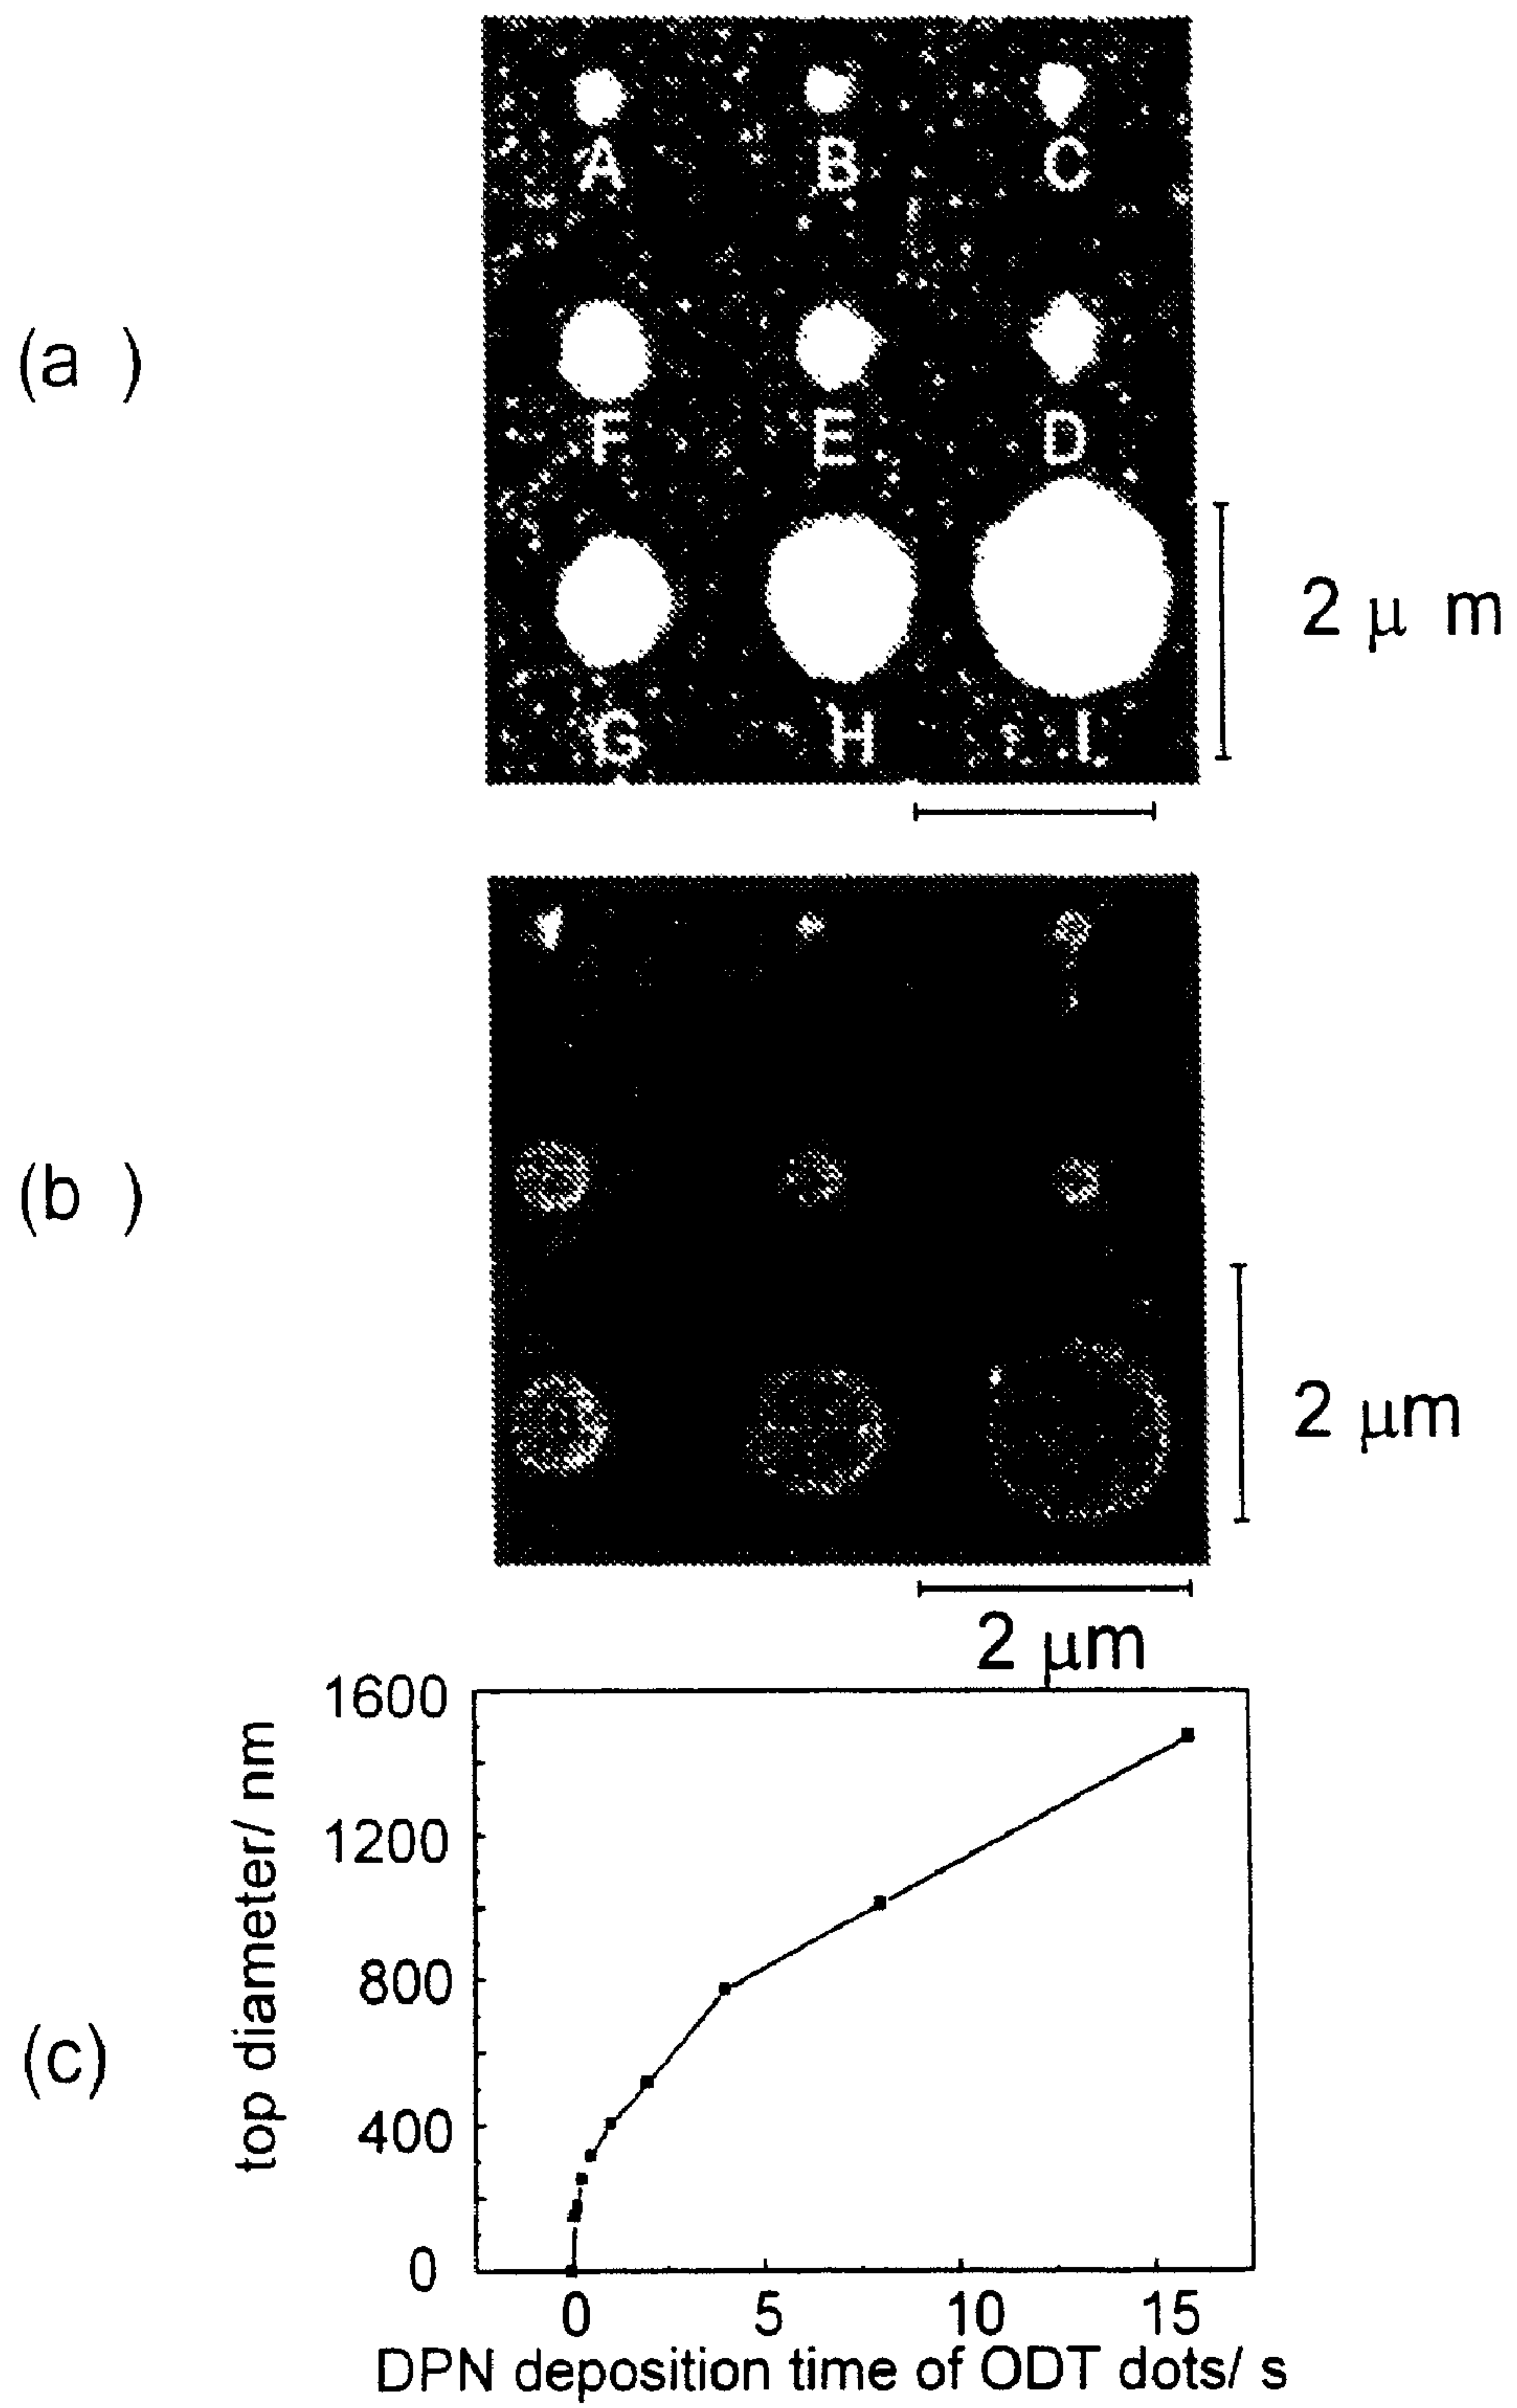 A B C
(a )
F E D
2 μ m
G H I
(b )
2 μm
2 μm
1600
1200
800
400
0
top diameter/ nm
(c)
0 5 10 15
DPN deposition time of ODT dots/ s